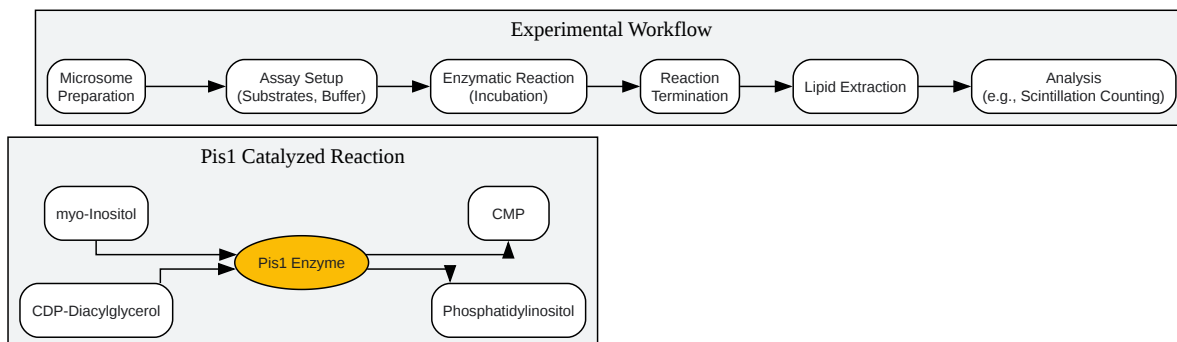 Experimental Workflow
Microsome
Preparation
Assay Setup
(Substrates, Buffer)
Enzymatic Reaction
(Incubation)
Reaction
Termination
Lipid Extraction
Analysis
(e.g., Scintillation Counting)
Pis1 Catalyzed Reaction
myo-Inositol
CMP
Pis1 Enzyme
CDP-Diacylglycerol
Phosphatidylinositol